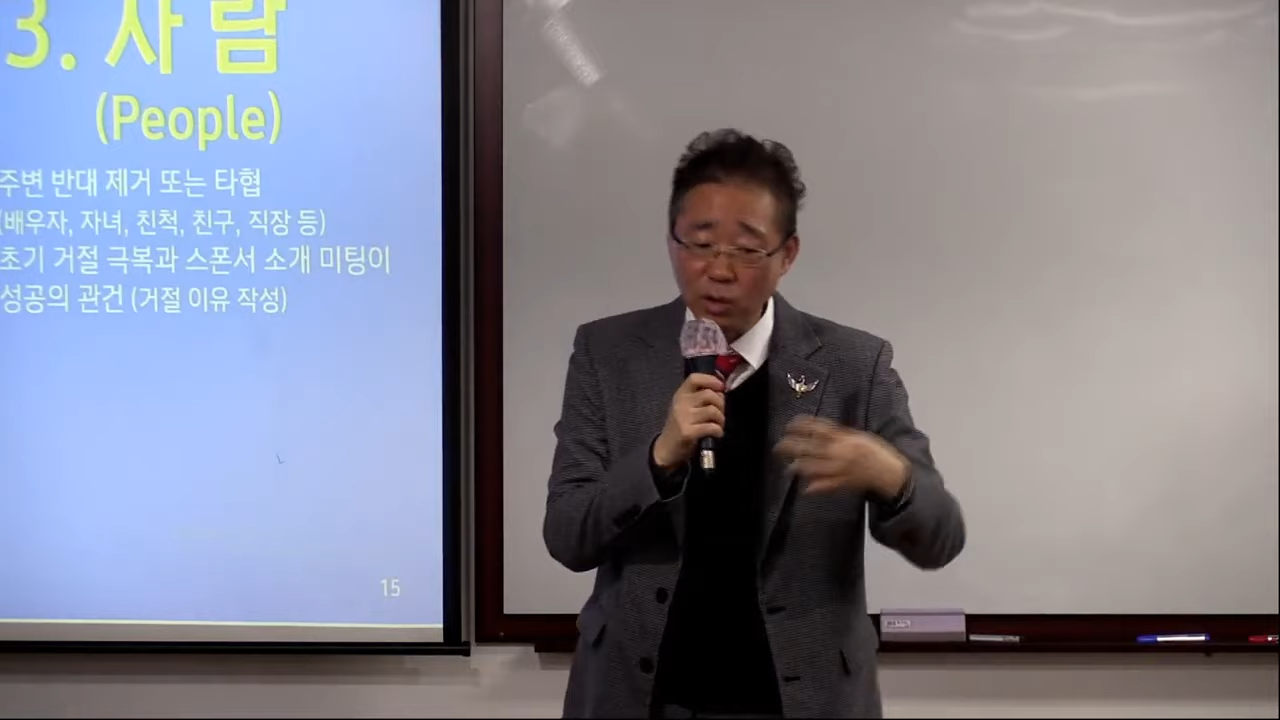 3. 사람
(People)
주변 반대 제거 또는 타협
(배우자, 자녀, 친척, 친구, 직장 등)
초기 거절 극복과 스폰서 소개 미팅이
성공의 관건 (거절 이유 작성)
15